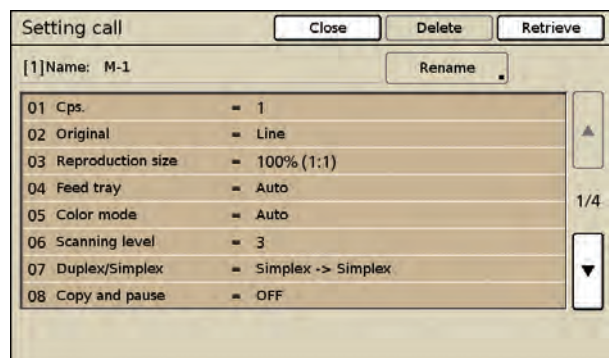 Setting call Close Delete Retrieve
[1]Name: M-1 Rename
01 Cps. = 1
02 Original = Line
03 Reproduction size = 100% (1:1)
04 Feed tray = Auto
05 Color mode = Auto
06 Scanning level = 3
07 Duplex/Simplex = Simplex -> Simplex
08 Copy and pause = OFF
1/4